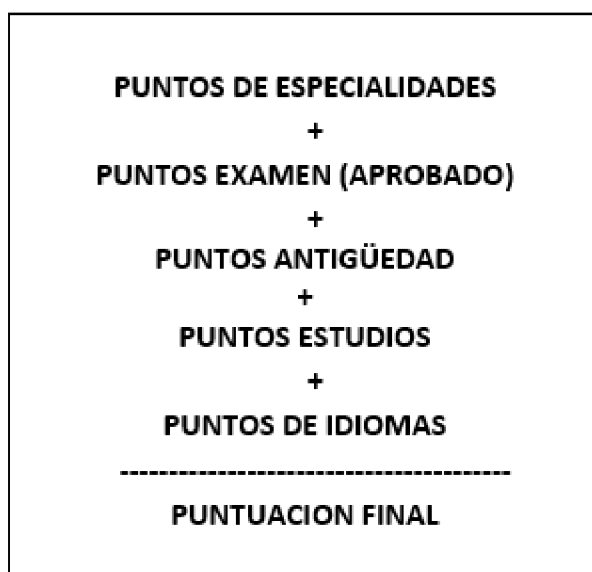 PUNTOS DE ESPECIALIDADES
+
PUNTOS EXAMEN (APROBADO)
+
PUNTOS ANTIGÜEDAD
+
PUNTOS ESTUDIOS
+
PUNTOS DE IDIOMAS
----------------------------------------
PUNTUACION FINAL